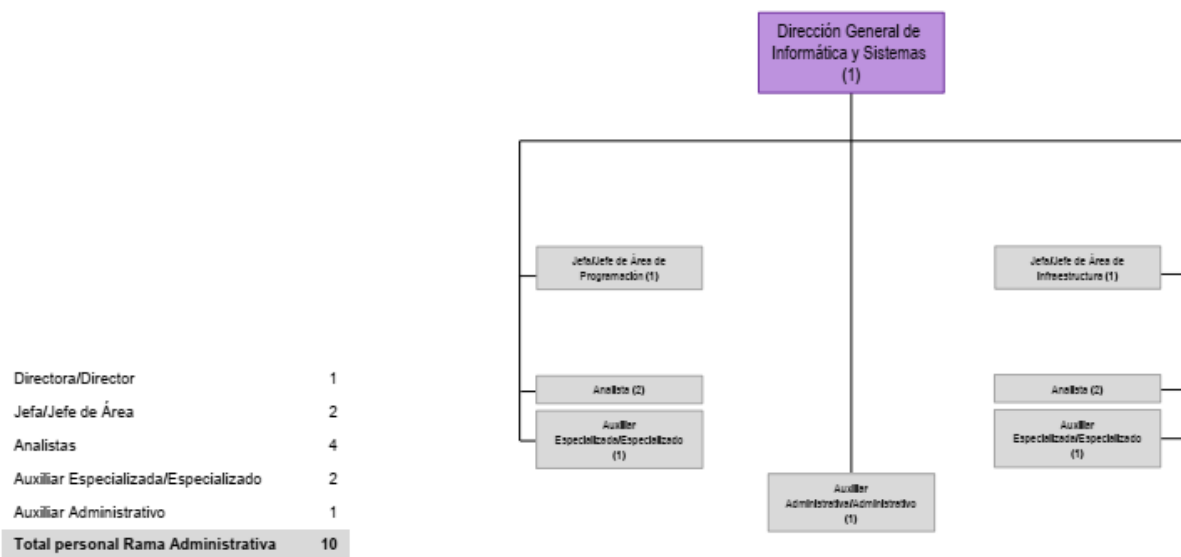 Dirección General de
Informática y Sistemas
(1)
Jefa/Jefe de Área de
Programación (1)
Jefa/Jefe de Área de
Infraestructura (1)
Analista (2)
Auxiliar
Especializada/Especializado
(1)
Analista (2)
Auxiliar
Especializada/Especializado
(1)
Auxiliar
Administrativa/Administrativo
(1)
Directora/Director 1
Jefa/Jefe de Área 2
Analistas 4
Auxiliar Especializada/Especializado 2
Auxiliar Administrativo 1
Total personal Rama Administrativa 10